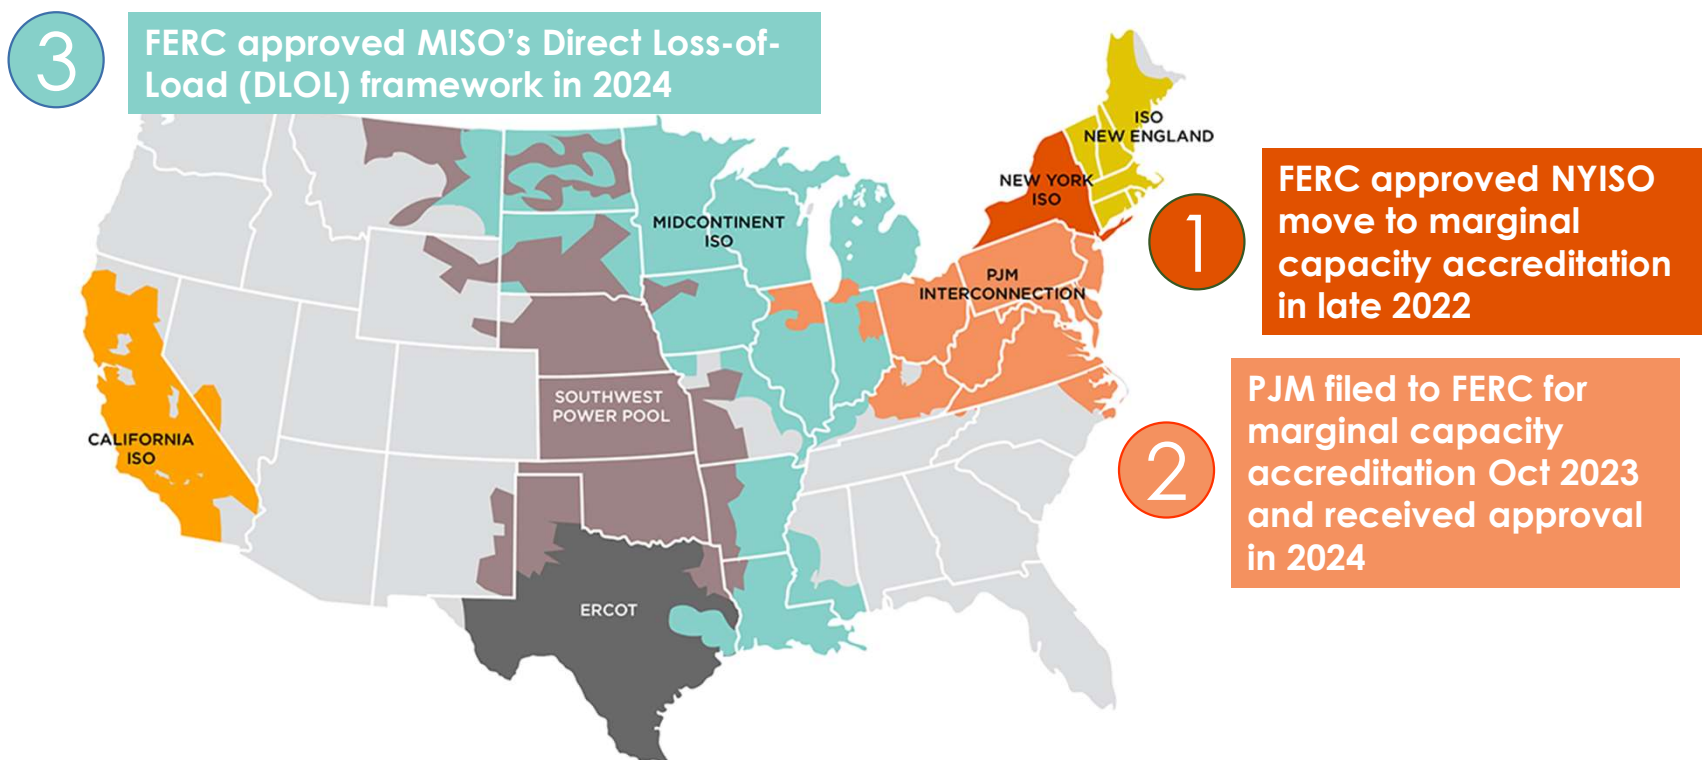 3
FERC approved MISO’s Direct Loss-of-
Load (DLOL) framework in 2024
ISO
NEW ENGLAND
NEW YORK
ISO
1
FERC approved NYISO
move to marginal
capacity accreditation
in late 2022
MIDCONTINENT
ISO
PJM
INTERCONNECTION
2
PJM filed to FERC for
marginal capacity
accreditation Oct 2023
and received approval
in 2024
SOUTHWEST
POWER POOL
CALIFORNIA
ISO
ERCOT